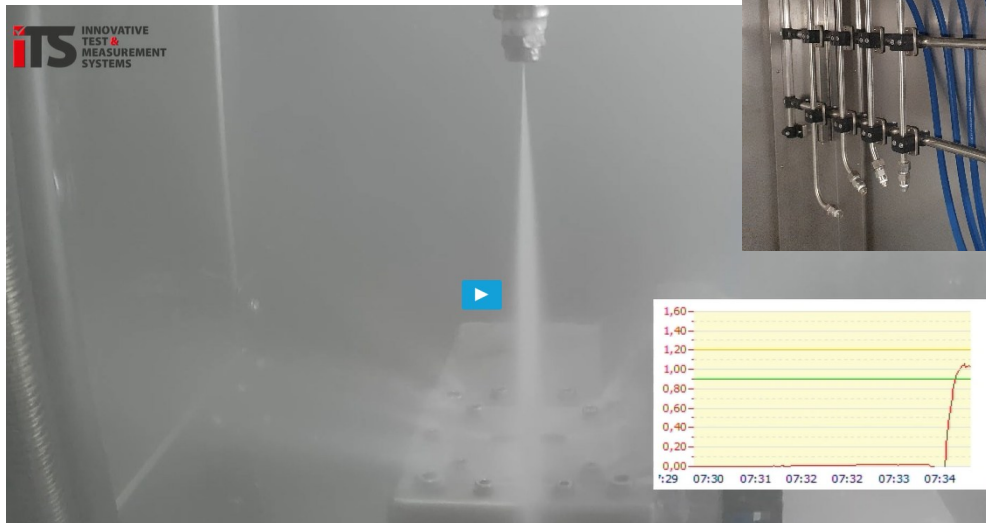 iTS
INNOVATIVE
TEST &
MEASUREMENT
SYSTEMS
1,60
1,40
1,20
1,00
0,80
0,60
0,40
0,20
0,00
':29 07:30 07:31 07:32 07:32 07:33 07:34